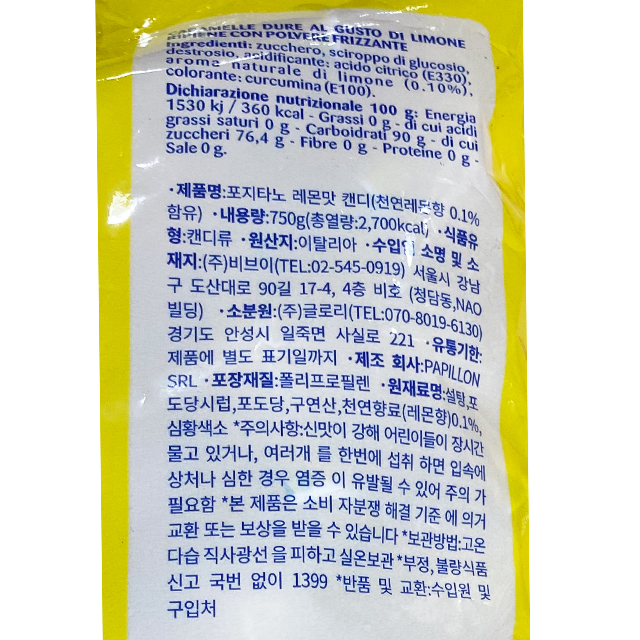 CARAMELLE DURE AL GUSTO DI LIMONE
RIPIENE CON POLVERE FRIZZANTE
Ingredienti: zucchero, sciroppo di glucosio,
destrosio, acidificante: acido citrico (E330),
aroma naturale di limone (0.10%),
colorante: curcumina (E100).
Dichiarazione nutrizionale 100 g: Energia
1530 kj / 360 kcal - Grassi 0 g - di cui acidi
grassi saturi 0 g - Carboidrati 90 g - di cui
zuccheri 76,4 g - Fibre 0 g - Proteine 0 g -
Sale 0 g.
·제품명:포지타노 레몬맛 캔디(천연레몬향 0.1%
함유) ·내용량:750g(총열량:2,700kcal) ·식품유
형:캔디류 ·원산지:이탈리아 ·수입원 소명 및 소
재지:(주)비브이(TEL:02-545-0919) 서울시 강남
구 도산대로 90길 17-4, 4층 비호 (청담동,NAO
빌딩) ·소분원:(주)글로리(TEL:070-8019-6130)
경기도 안성시 일죽면 사실로 221 ·유통기한:
제품에 별도 표기일까지 ·제조 회사:PAPILLON
SRL ·포장재질:폴리프로필렌 ·원재료명:설탕,포
도당시럽,포도당,구연산,천연향료(레몬향)0.1%,
심황색소 *주의사항:신맛이 강해 어린이들이 장시간
물고 있거나, 여러개 를 한번에 섭취 하면 입속에
상처나 심한 경우 염증 이 유발될 수 있어 주의 가
필요함 *본 제품은 소비 자분쟁 해결 기준 에 의거
교환 또는 보상을 받을 수 있습니다 *보관방법:고온
다습 직사광선 을 피하고 실온보관 *부정, 불량식품
신고 국번 없이 1399 *반품 및 교환:수입원 및
구입처